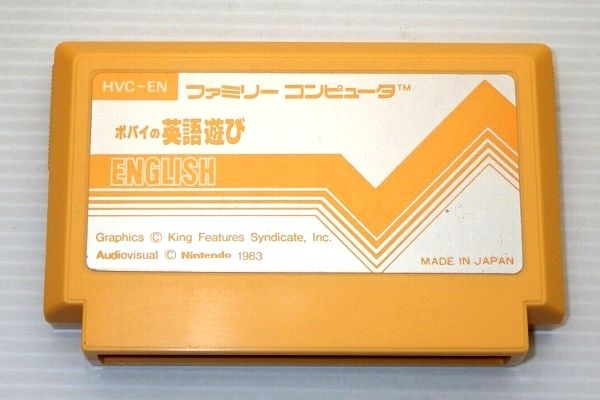 HVC-EN ファミリー コンピュータ™
ポパイの英語遊び
ENGLISH
Graphics © King Features Syndicate, Inc.
Audiovisual © Nintendo 1983
MADE IN JAPAN